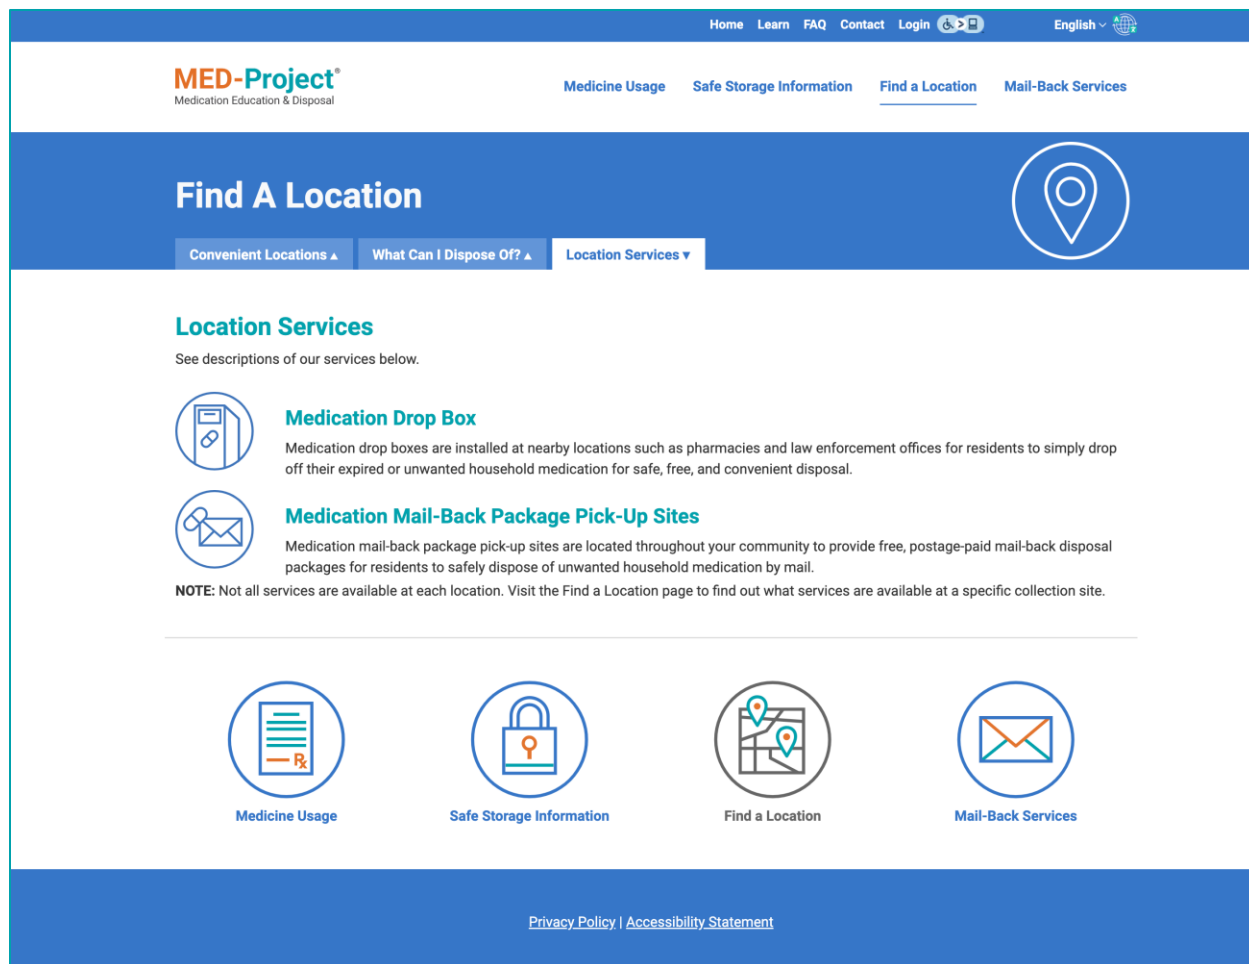 Home Learn FAQ Contact Login English
MED-Project®
Medication Education & Disposal
Medicine Usage Safe Storage Information Find a Location Mail-Back Services
Find A Location
Convenient Locations ▲ What Can I Dispose Of? ▲ Location Services ▼
Location Services
See descriptions of our services below.
Medication Drop Box
Medication drop boxes are installed at nearby locations such as pharmacies and law enforcement offices for residents to simply drop
off their expired or unwanted household medication for safe, free, and convenient disposal.
Medication Mail-Back Package Pick-Up Sites
Medication mail-back package pick-up sites are located throughout your community to provide free, postage-paid mail-back disposal
packages for residents to safely dispose of unwanted household medication by mail.
NOTE: Not all services are available at each location. Visit the Find a Location page to find out what services are available at a specific collection site.
Rx
Medicine Usage Safe Storage Information Find a Location Mail-Back Services
Privacy Policy | Accessibility Statement